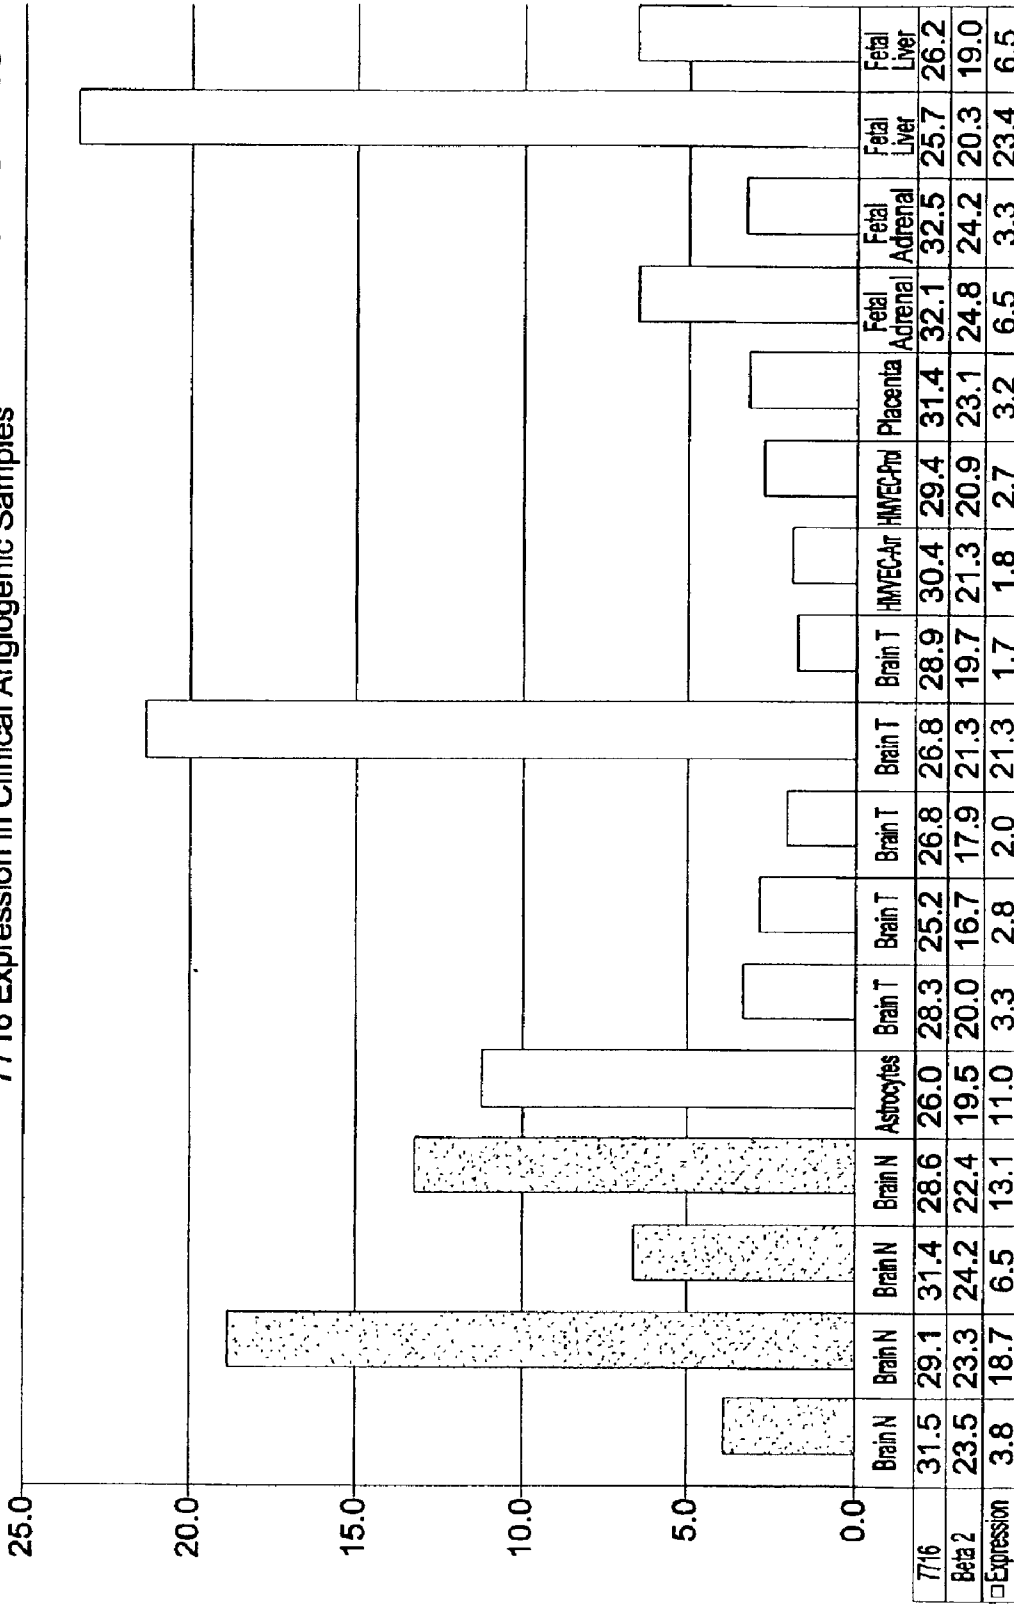 7716 Expression in Clinical Angiogenic Samples
25.0
20.0
15.0
10.0
5.0
0.0
Brain N Brain N Brain N Brain N Astrocytes Brain T Brain T Brain T Brain T Brain T HMVEC-Arr HMVEC-Prol Placenta Fetal Adrenal Fetal Adrenal Fetal Liver Fetal Liver
7716 31.5 29.1 31.4 28.6 26.0 28.3 25.2 26.8 26.8 28.9 30.4 29.4 31.4 32.1 32.5 25.7 26.2
Beta 2 23.5 23.3 24.2 22.4 19.5 20.0 16.7 17.9 21.3 19.7 21.3 20.9 23.1 24.8 24.2 20.3 19.0
Expression 3.8 18.7 6.5 13.1 11.0 3.3 2.8 2.0 21.3 1.7 1.8 2.7 3.2 6.5 3.3 23.4 6.5